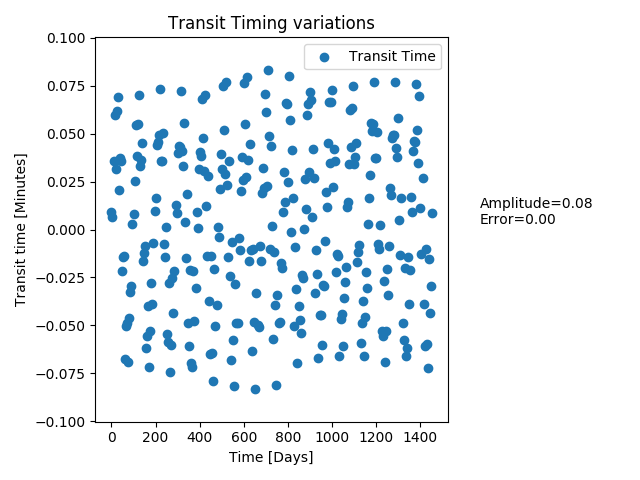 Transit Timing variations
Transit Time
0.100
0.075
0.050
0.025
0.000
−0.025
−0.050
−0.075
−0.100
Transit time [Minutes]
0 200 400 600 800 1000 1200 1400
Time [Days]
Amplitude=0.08
Error=0.00